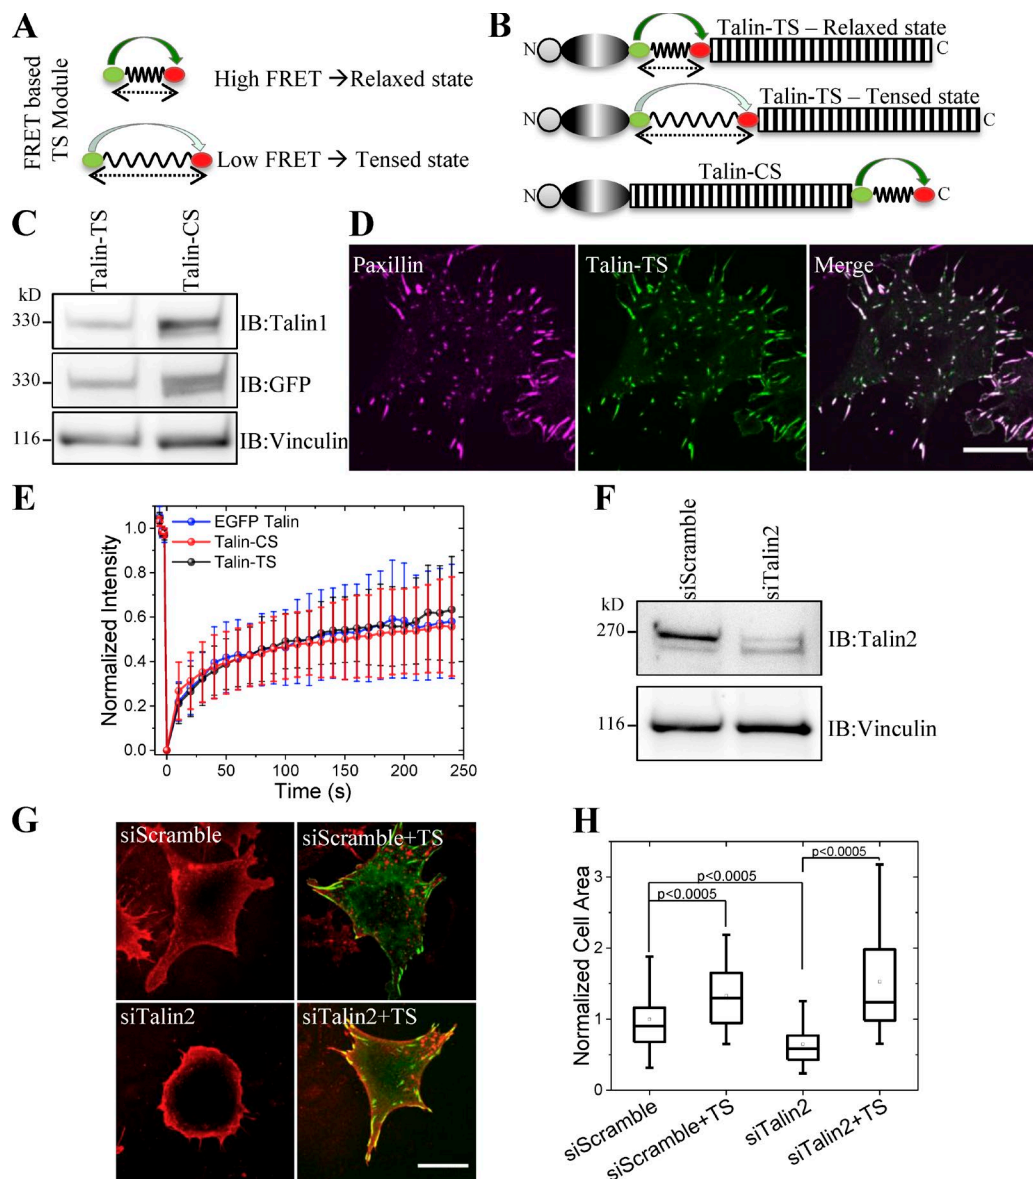 A
FRET based
TS Module
High FRET →Relaxed state
Low FRET → Tensed state
B
Talin-TS – Relaxed state
N
C
Talin-TS – Tensed state
N
C
Talin-CS
N
C
C
Talin-TS
Talin-CS
kD
330
IB:Talin1
330
IB:GFP
116
IB:Vinculin
D
Paxillin
Talin-TS
Merge
E
EGFP Talin
Talin-CS
Talin-TS
Normalized Intensity
1.0
0.8
0.6
0.4
0.2
0.0
0 50 100 150 200 250
Time (s)
F
siScramble
siTalin2
kD
270
IB:Talin2
116
IB:Vinculin
G
siScramble
siScramble+TS
siTalin2
siTalin2+TS
H
Normalized Cell Area
3
2
1
0
p<0.0005
p<0.0005
p<0.0005
siScramble
siScramble+TS
siTalin2
siTalin2+TS